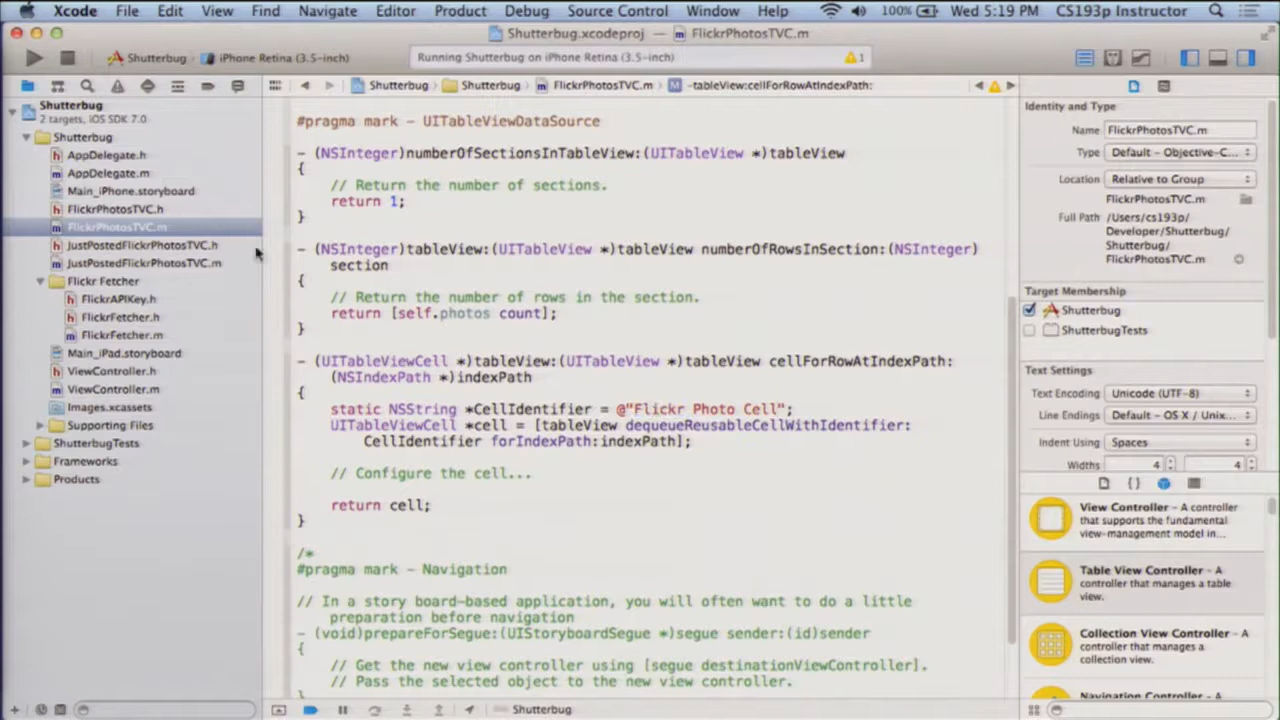 Xcode File Edit View Find Navigate Editor Product Debug Source Control Window Help 100% Wed 5:19 PM CS193p Instructor
Shutterbug.xcodeproj — FlickrPhotosTVC.m
Shutterbug iPhone Retina (3.5-inch) Running Shutterbug on iPhone Retina (3.5-inch) 1
Shutterbug Shutterbug FlickrPhotosTVC.m -tableView:cellForRowAtIndexPath:
Shutterbug
2 targets, iOS SDK 7.0
Shutterbug
AppDelegate.h
AppDelegate.m
Main_iPhone.storyboard
FlickrPhotosTVC.h
FlickrPhotosTVC.m
JustPostedFlickrPhotosTVC.h
JustPostedFlickrPhotosTVC.m
Flickr Fetcher
FlickrAPIKey.h
FlickrFetcher.h
FlickrFetcher.m
Main_iPad.storyboard
ViewController.h
ViewController.m
Images.xcassets
Supporting Files
ShutterbugTests
Frameworks
Products
#pragma mark - UITableViewDataSource
- (NSInteger)numberOfSectionsInTableView:(UITableView *)tableView
{
// Return the number of sections.
return 1;
}
- (NSInteger)tableView:(UITableView *)tableView numberOfRowsInSection:(NSInteger)
section
{
// Return the number of rows in the section.
return [self.photos count];
}
- (UITableViewCell *)tableView:(UITableView *)tableView cellForRowAtIndexPath:
(NSIndexPath *)indexPath
{
static NSString *CellIdentifier = @"Flickr Photo Cell";
UITableViewCell *cell = [tableView dequeueReusableCellWithIdentifier:
CellIdentifier forIndexPath:indexPath];
// Configure the cell...
return cell;
}
/*
#pragma mark - Navigation
// In a story board-based application, you will often want to do a little
preparation before navigation
- (void)prepareForSegue:(UIStoryboardSegue *)segue sender:(id)sender
{
// Get the new view controller using [segue destinationViewController].
// Pass the selected object to the new view controller.
}
Shutterbug
Identity and Type
Name FlickrPhotosTVC.m
Type Default - Objective-C...
Location Relative to Group
FlickrPhotosTVC.m
Full Path /Users/cs193p/
Developer/Shutterbug/
Shutterbug/
FlickrPhotosTVC.m
Target Membership
Shutterbug
ShutterbugTests
Text Settings
Text Encoding Unicode (UTF-8)
Line Endings Default - OS X / Unix...
Indent Using Spaces
Widths 4 4
{}
View Controller - A controller
that supports the fundamental
view-management model in...
Table View Controller - A
controller that manages a table
view.
Collection View Controller - A
controller that manages a
collection view.
Navigation Controller - A